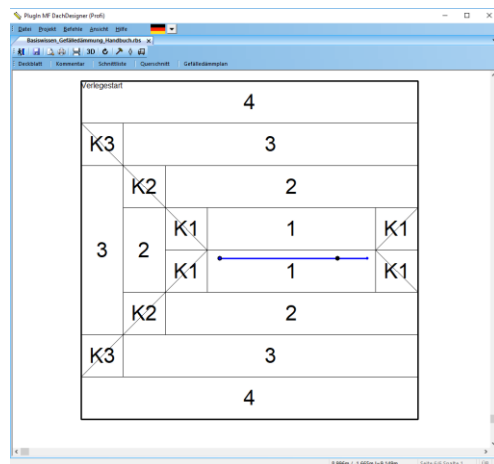 PlugIn MF DachDesigner (Profi)
Datei Projekt Befehle Ansicht Hilfe
Basiswissen_Gefälledämmung_Handbuch.rbs x
3D
Deckblatt Kommentar Schnittliste Querschnitt Gefälledämmplan
Verlegestart
4
K3 3
K2 2
K1 1 K1
3 2
K1 1 K1
K2 2
K3 3
4